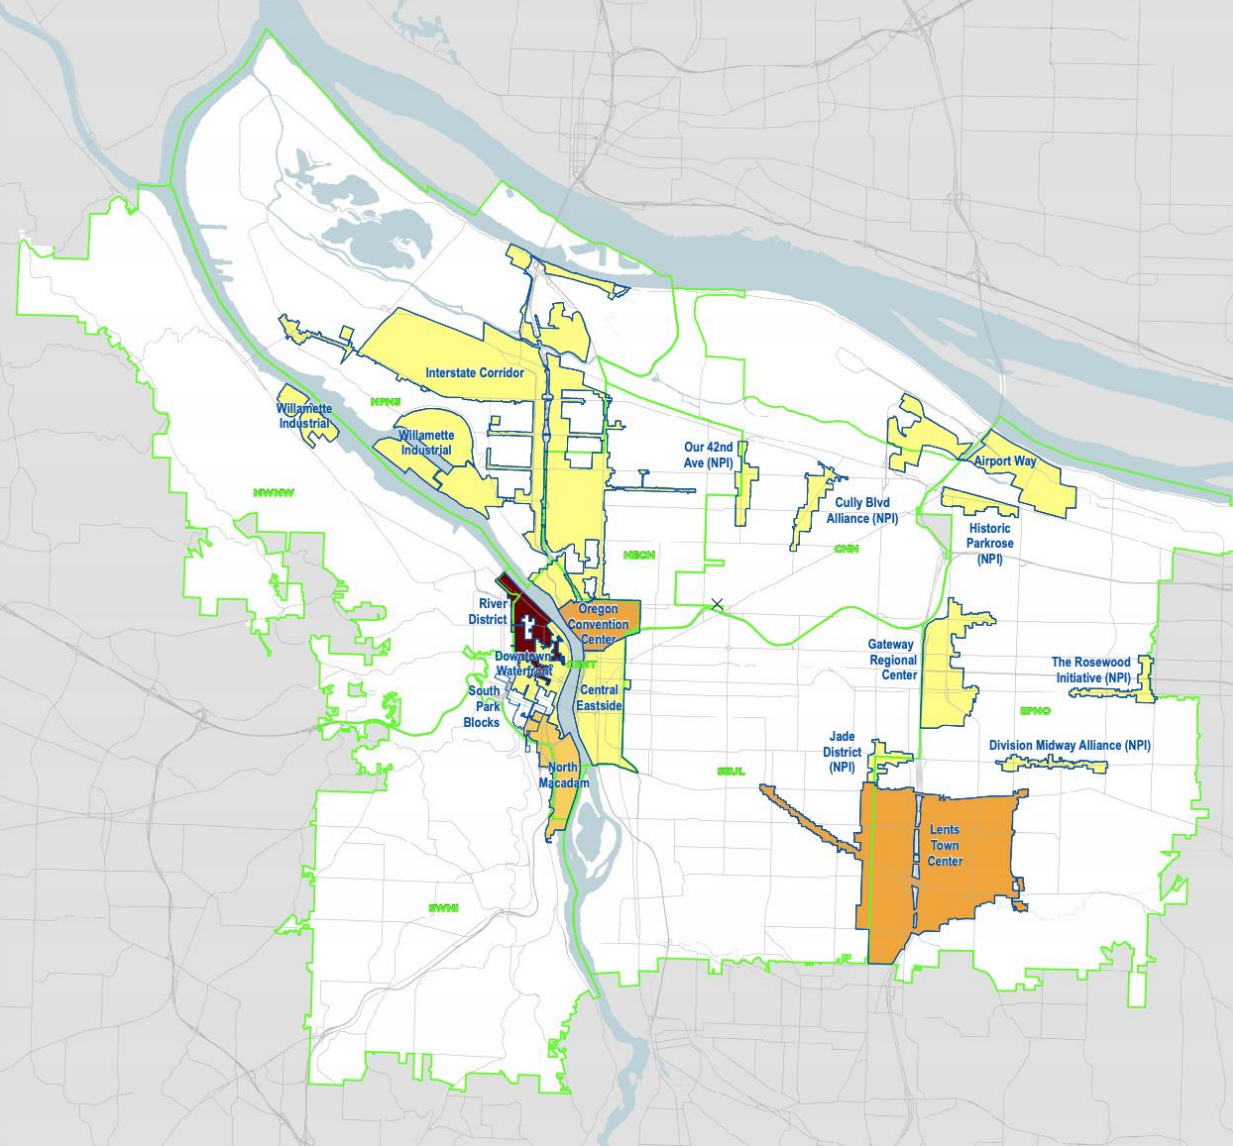 Interstate Corridor
NPNS
Willamette
Industrial
Willamette
Industrial
Our 42nd
Ave (NPI)
Airport Way
NWNW
Cully Blvd
Alliance (NPI)
Historic
Parkrose
(NPI)
NECN
CNN
River
District
Oregon
Convention
Center
Gateway
Regional
Center
Downtown
Waterfront
CENT
The Rosewood
Initiative (NPI)
South
Park
Blocks
Central
Eastside
EPNO
Jade
District
(NPI)
Division Midway Alliance (NPI)
North
Macadam
SEUL
Lents
Town
Center
SWNI